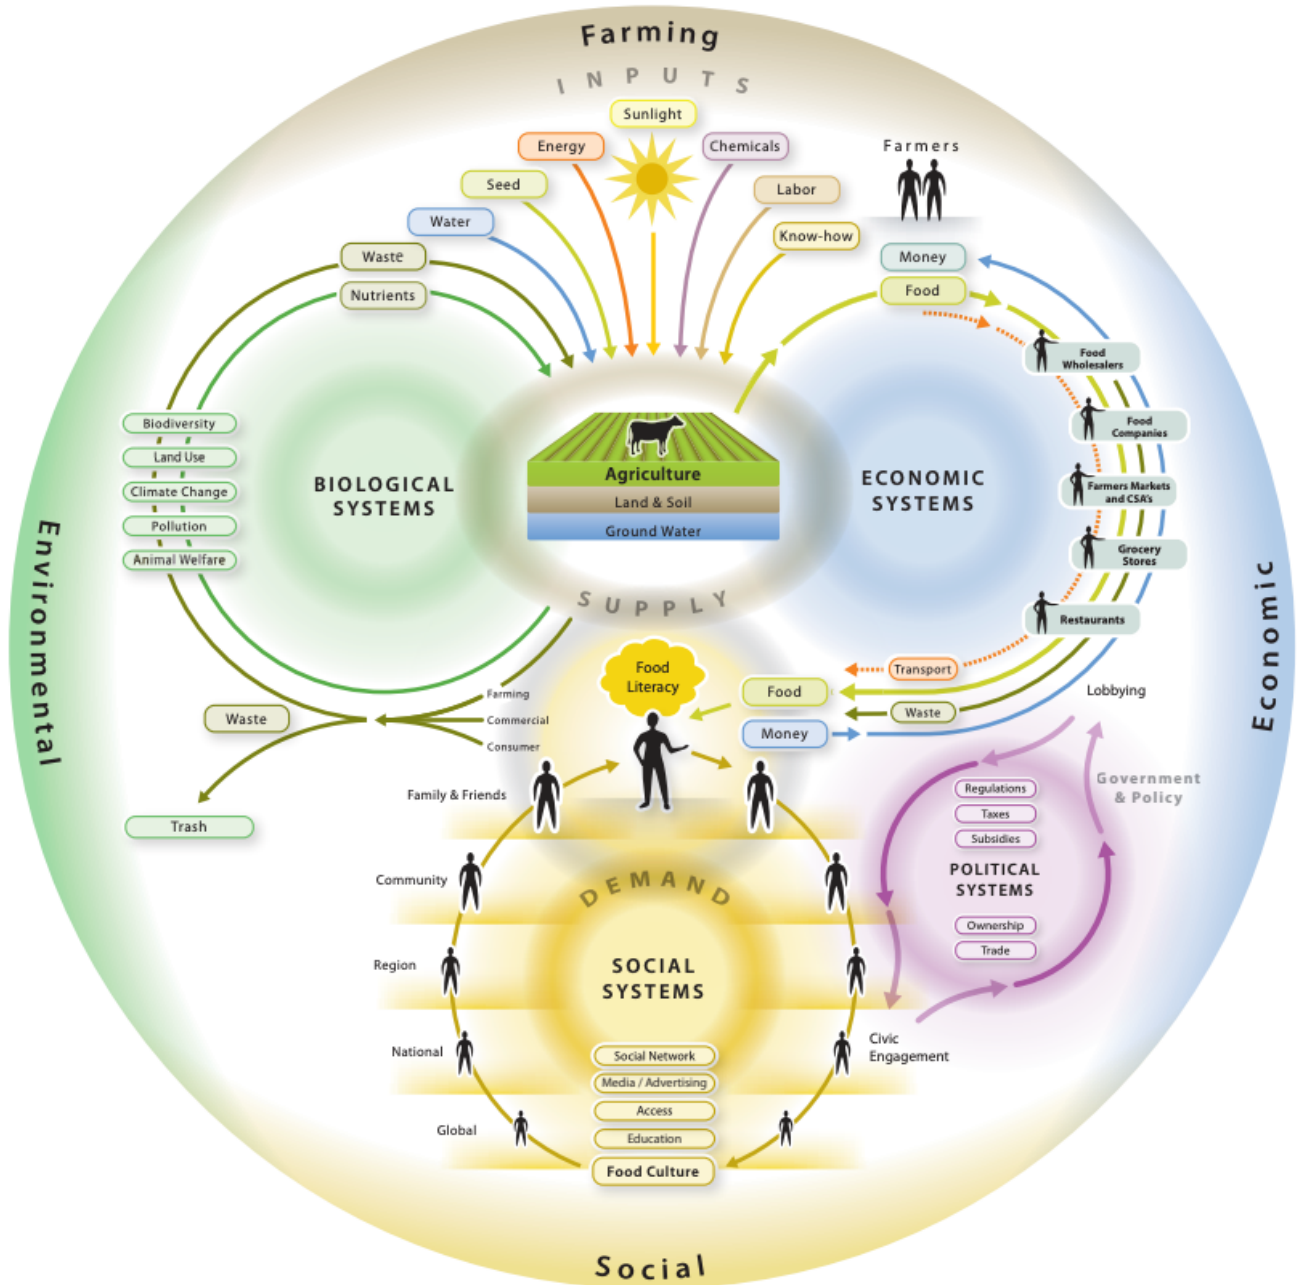 Farming
INPUTS
Sunlight
Energy
Chemicals
Seed
Labor
Water
Know-how
Farmers
Waste
Nutrients
Money
Food
Food
Wholesalers
Food
Companies
Farmers Markets
and CSA's
Grocery
Stores
Restaurants
Biodiversity
Land Use
Climate Change
Pollution
Animal Welfare
BIOLOGICAL
SYSTEMS
Agriculture
Land & Soil
Ground Water
ECONOMIC
SYSTEMS
SUPPLY
Environmental
Economic
Food
Literacy
Transport
Food
Waste
Money
Lobbying
Farming
Commercial
Consumer
Waste
Trash
Government
& Policy
Regulations
Taxes
Subsidies
POLITICAL
SYSTEMS
Ownership
Trade
Civic
Engagement
Family & Friends
Community
Region
National
Global
DEMAND
SOCIAL
SYSTEMS
Social Network
Media / Advertising
Access
Education
Food Culture
Social